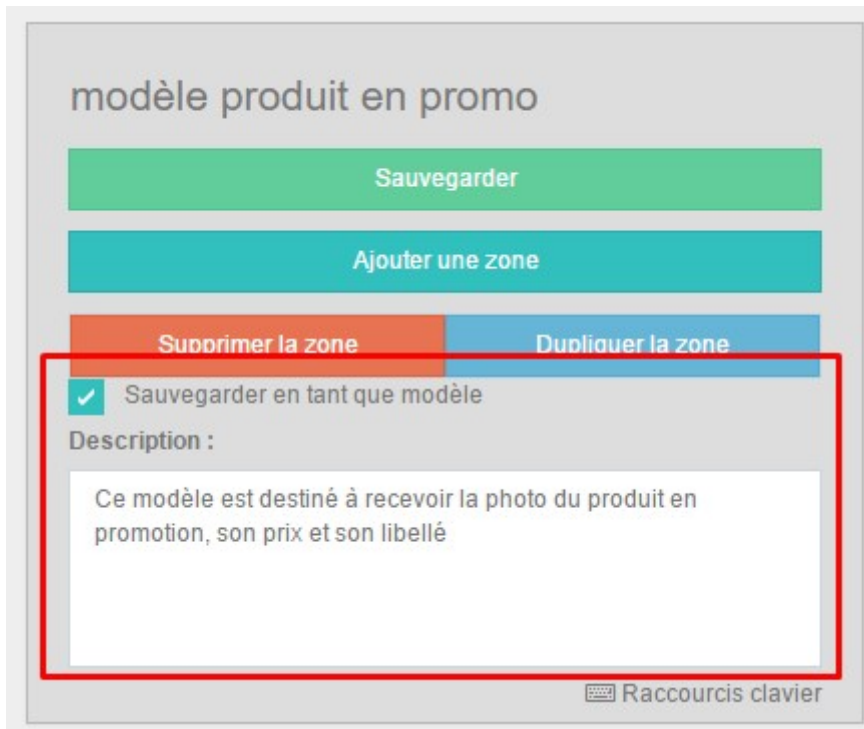 modèle produit en promo
Sauvegarder
Ajouter une zone
Supprimer la zone
Dupliquer la zone
Sauvegarder en tant que modèle
Description :
Ce modèle est destiné à recevoir la photo du produit en
promotion, son prix et son libellé
Raccourcis clavier